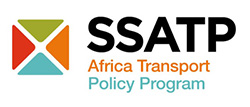 SSATP
Africa Transport
Policy Program